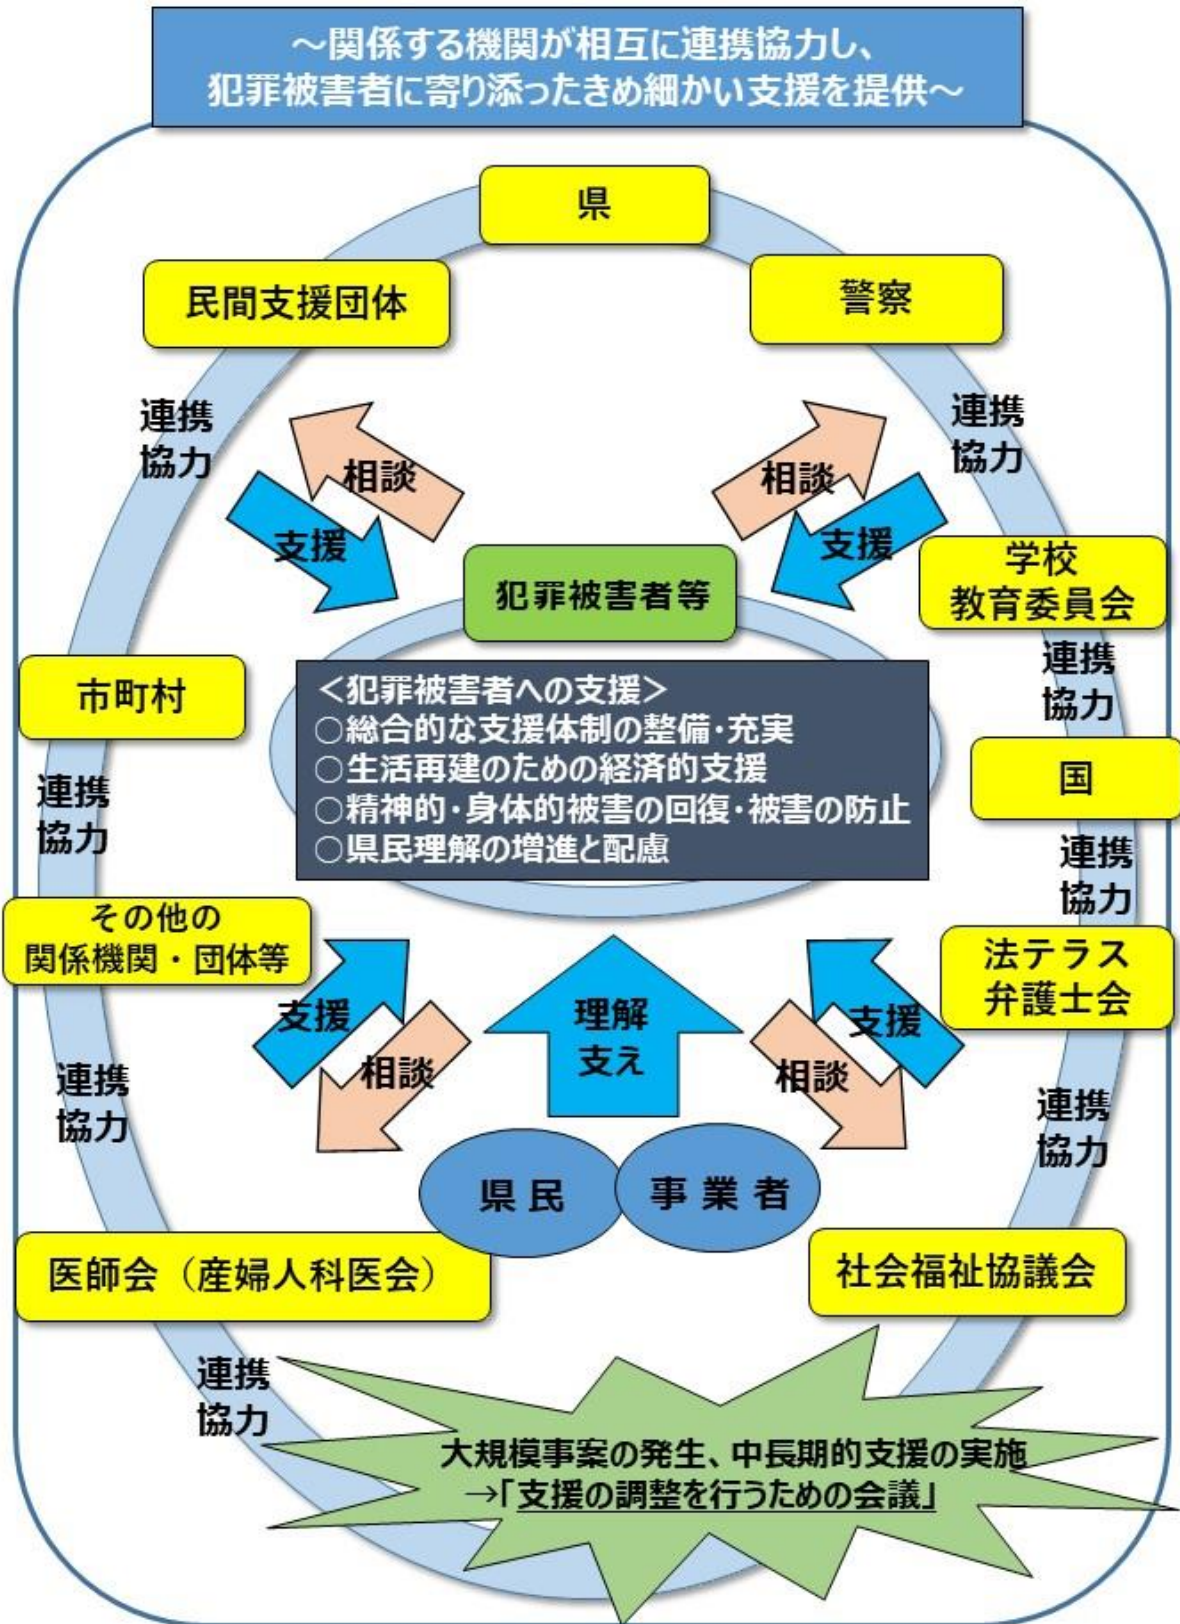 ～関係する機関が相互に連携協力し、
犯罪被害者に寄り添ったきめ細かい支援を提供～
県
民間支援団体
警察
連携
協力
連携
協力
相談
支援
相談
支援
学校
教育委員会
犯罪被害者等
連携
協力
市町村
＜犯罪被害者への支援＞
○総合的な支援体制の整備・充実
○生活再建のための経済的支援
○精神的・身体的被害の回復・被害の防止
○県民理解の増進と配慮
国
連携
協力
連携
協力
その他の
関係機関・団体等
法テラス
弁護士会
支援
相談
理解
支え
支援
相談
連携
協力
連携
協力
県民
事業者
医師会（産婦人科医会）
社会福祉協議会
連携
協力
大規模事案の発生、中長期的支援の実施
→「支援の調整を行うための会議」